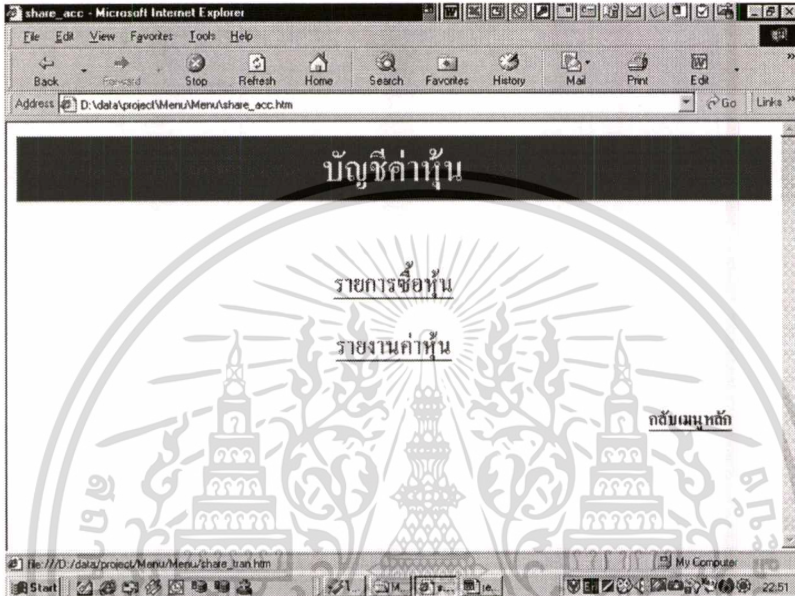 share_acc - Microsoft Internet Explorer
File Edit View Favorites Tools Help
Back Forward Stop Refresh Home Search Favorites History Mail Print Edit
Address D:\data\project\Menu\Menu\share_acc.htm Go Links
บัญชีค่าหุ้น
รายการซื้อหุ้น
รายงานค่าหุ้น
กลับเมนูหลัก
file:///D:/data/project/Menu/Menu/share_tran.htm My Computer
Start 22:51